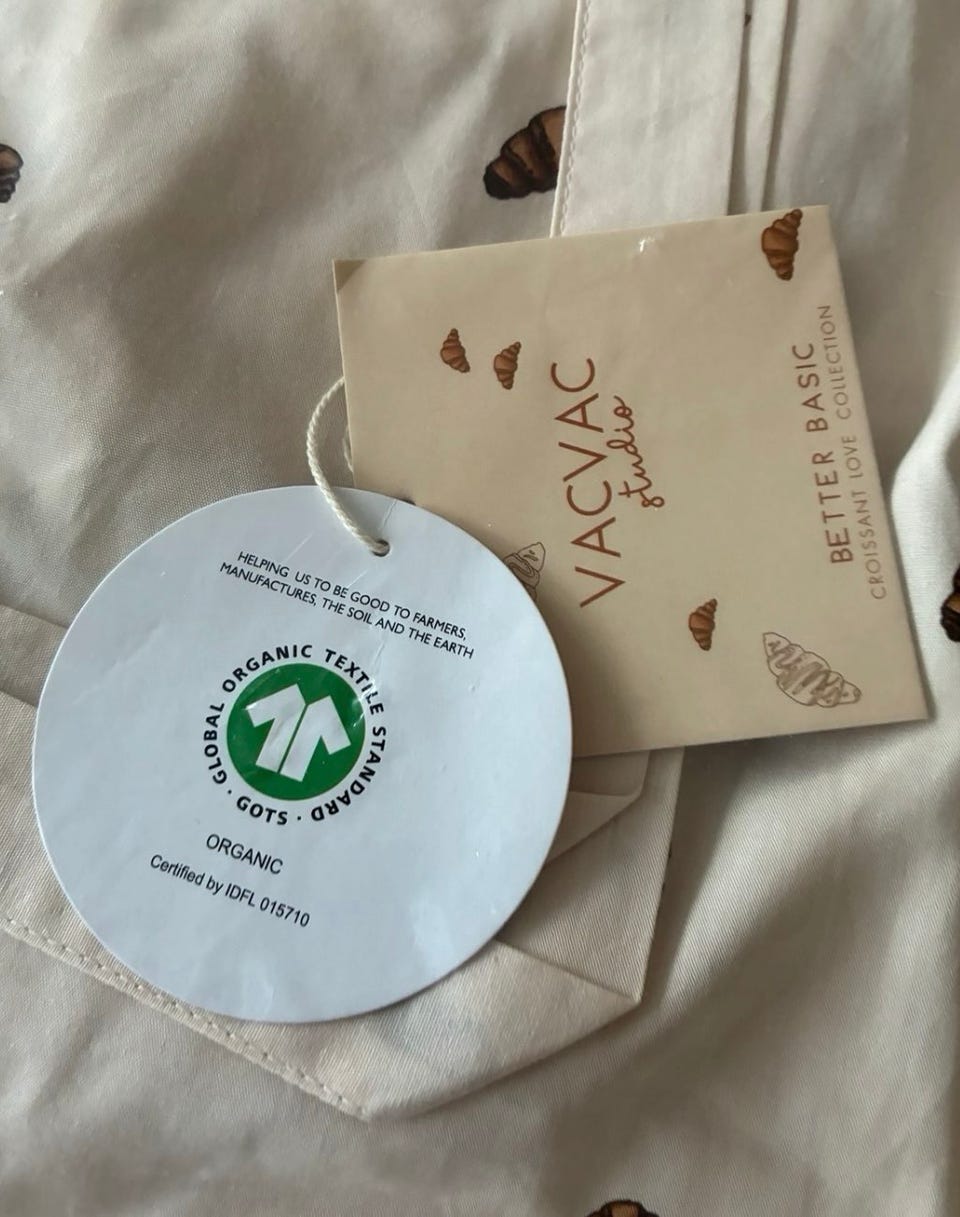 VACVAC
studio
BETTER BASIC
CROISSANT LOVE COLLECTION
HELPING US TO BE GOOD TO FARMERS,
MANUFACTURES, THE SOIL AND THE EARTH
GLOBAL ORGANIC TEXTILE STANDARD · GOTS ·
ORGANIC
Certified by IDFL 015710